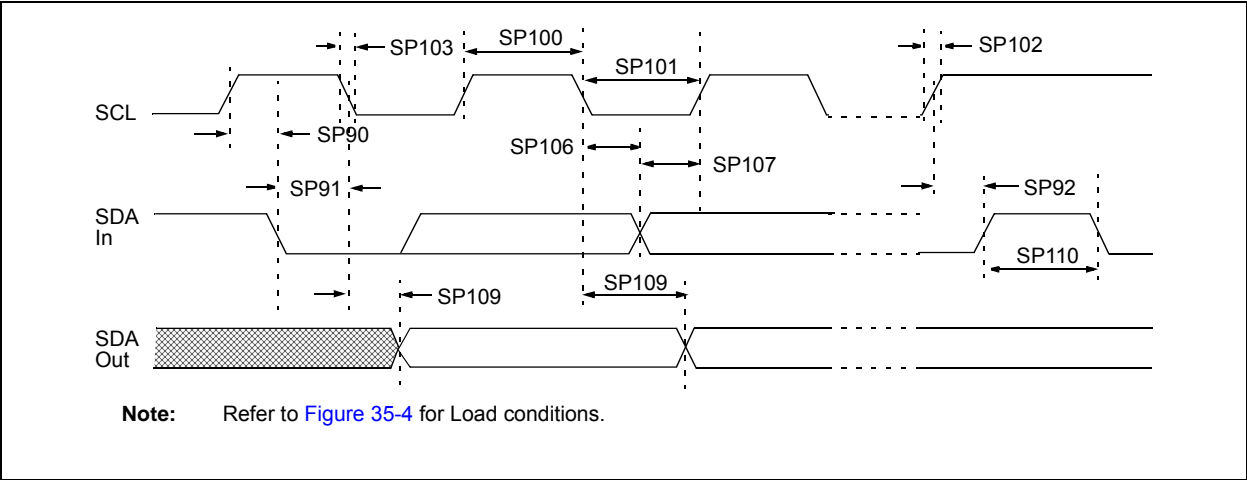 SP103
SP100
SP101
SP102
SCL
SP90
SP106
SP107
SP91
SP92
SDA
In
SP110
SP109
SP109
SDA
Out
Note: Refer to Figure 35-4 for Load conditions.